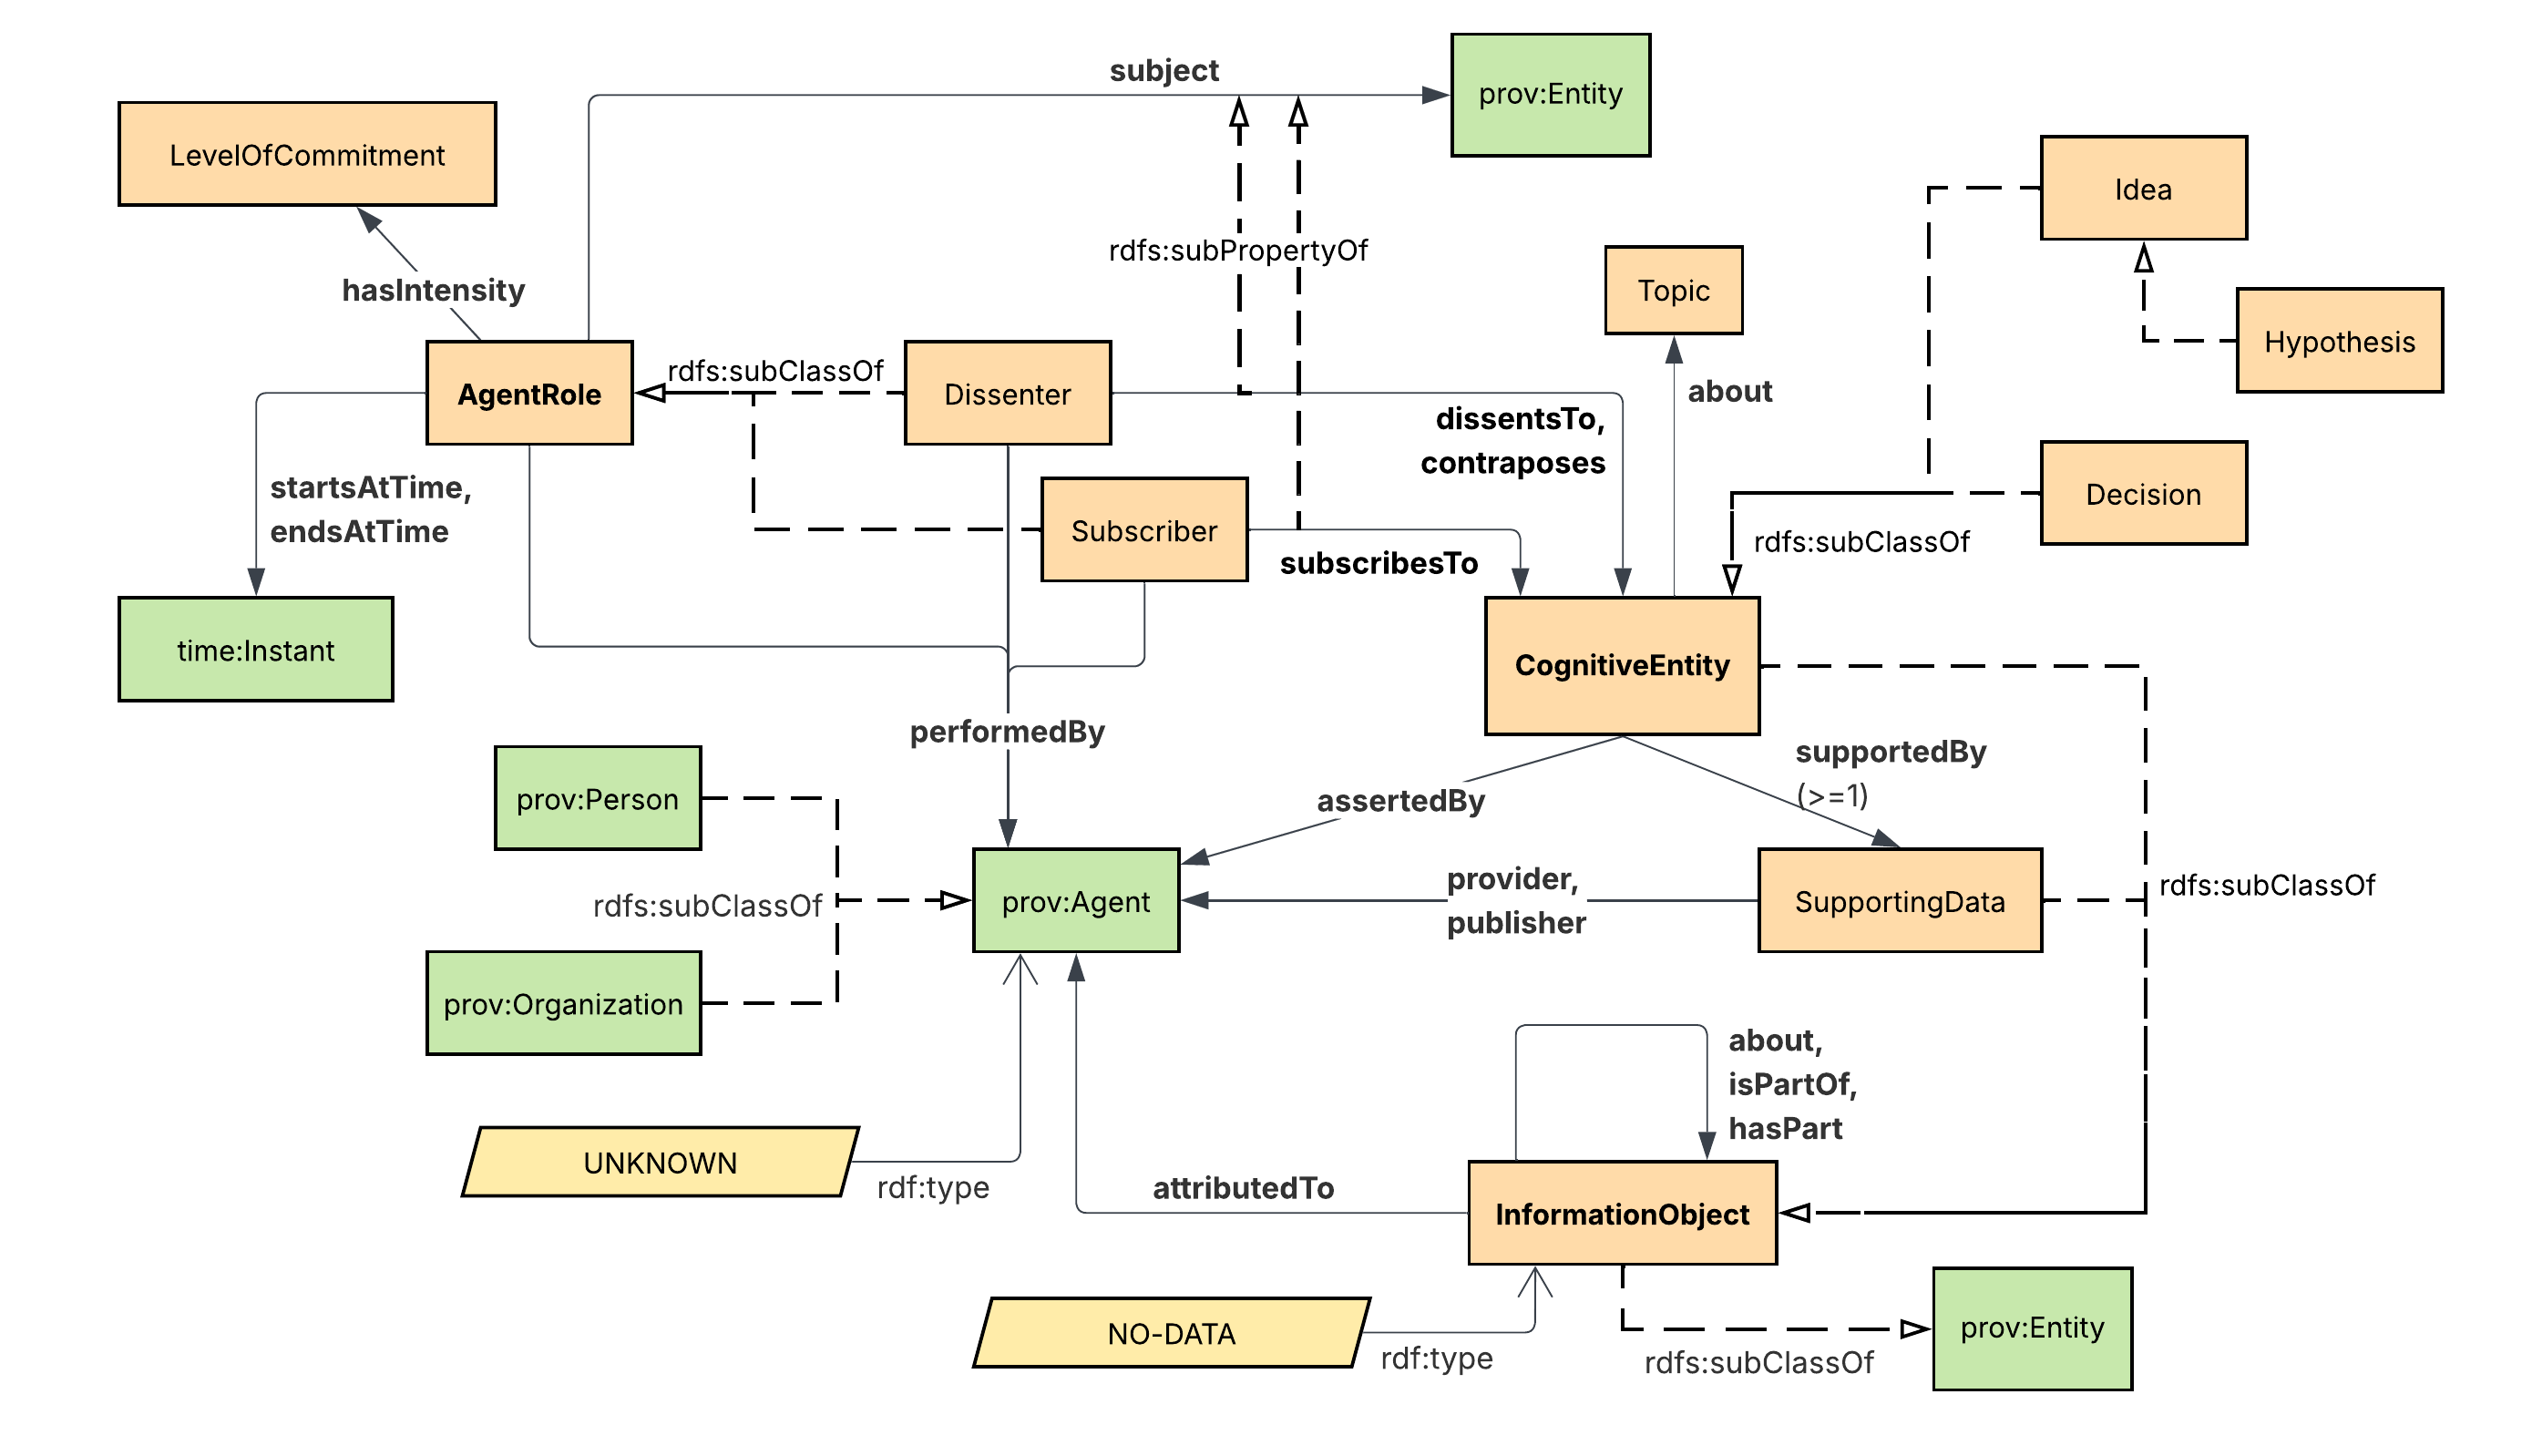 subject
prov:Entity
LevelOfCommitment
Idea
rdfs:subPropertyOf
hasIntensity
Topic
Hypothesis
AgentRole
rdfs:subClassOf
Dissenter
about
dissentsTo,
contraposes
startsAtTime,
endsAtTime
Subscriber
subscribesTo
Decision
rdfs:subClassOf
time:Instant
CognitiveEntity
performedBy
supportedBy
(>=1)
prov:Person
assertedBy
rdfs:subClassOf
prov:Agent
provider,
publisher
SupportingData
rdfs:subClassOf
prov:Organization
about,
isPartOf,
hasPart
UNKNOWN
rdf:type
attributedTo
InformationObject
NO-DATA
rdf:type
rdfs:subClassOf
prov:Entity